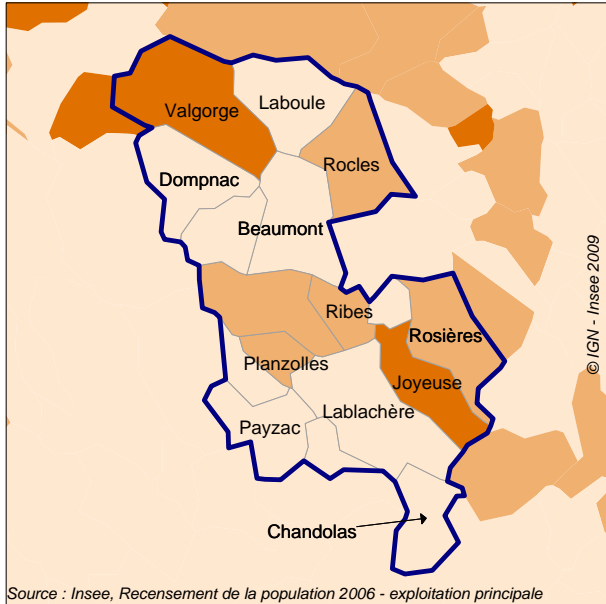 Laboule
Valgorge
Rocles
Dompnac
Beaumont
© IGN - Insee 2009
Ribes
Rosières
Planzolles
Joyeuse
Lablachère
Payzac
Chandolas
Source : Insee, Recensement de la population 2006 - exploitation principale